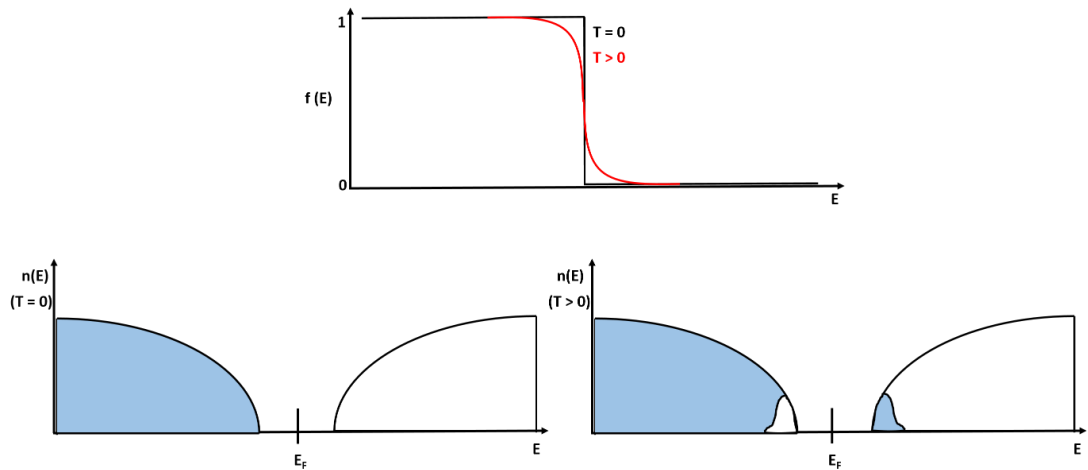 1
T = 0
T > 0
f (E)
0
E
n(E)
(T = 0)
E_F
E
n(E)
(T > 0)
E_F
E